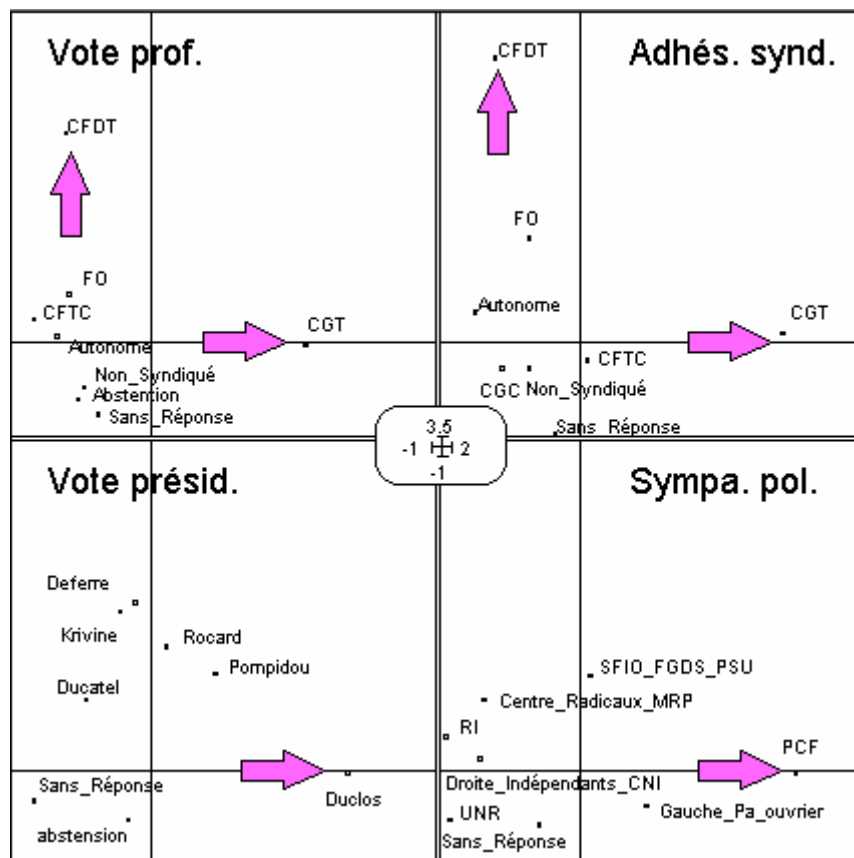 Vote prof.
CFDT
FO
CFTC
CGT
Autonome
Non_Syndiqué
Abstention
Sans_Réponse
Adhés. synd.
CFDT
FO
Autonome
CGT
CFTC
CGC
Non_Syndiqué
Sans_Réponse
3.5
-1 2
-1
Vote présid.
Deferre
Krivine
Rocard
Pompidou
Ducatel
Sans_Réponse
Duclos
abstension
Sympa. pol.
SFIO_FGDS_PSU
Centre_Radicaux_MRP
RI
PCF
Droite_Indépendants_CNI
UNR
Gauche_Pa_ouvrier
Sans_Réponse